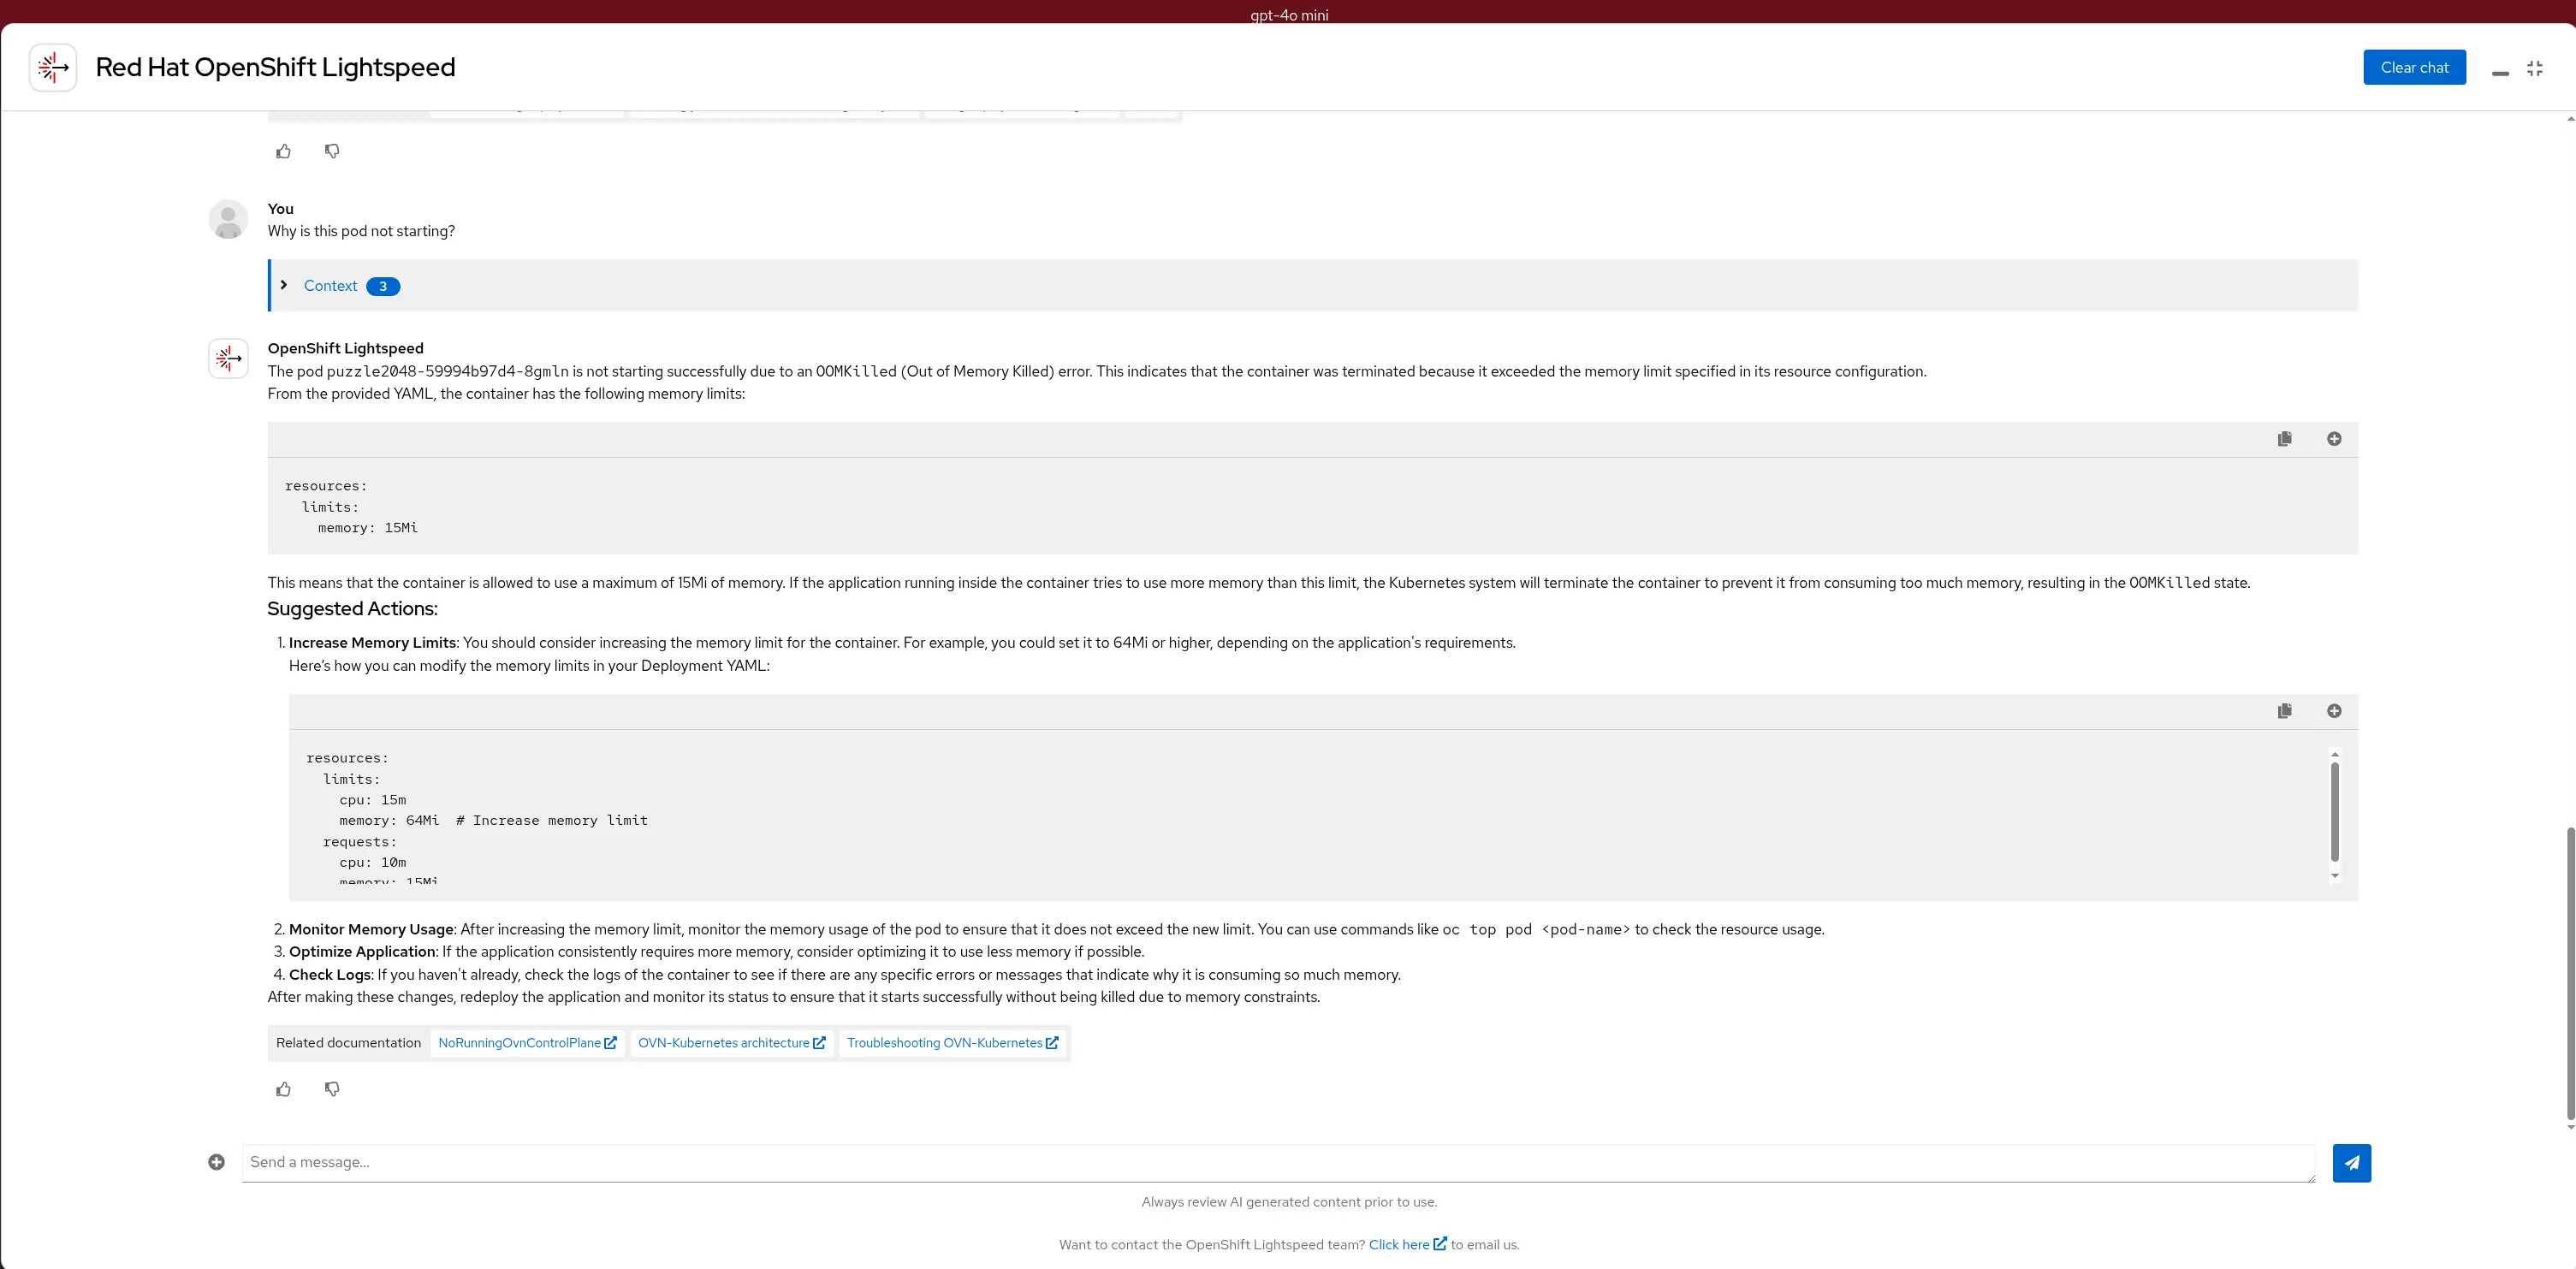 gpt-4o mini
Red Hat OpenShift Lightspeed
Clear chat
You
Why is this pod not starting?
Context 3
OpenShift Lightspeed
The pod puzzle2048-59994b97d4-8gmln is not starting successfully due to an OOMKilled (Out of Memory Killed) error. This indicates that the container was terminated because it exceeded the memory limit specified in its resource configuration.
From the provided YAML, the container has the following memory limits:
resources:
  limits:
    memory: 15Mi
This means that the container is allowed to use a maximum of 15Mi of memory. If the application running inside the container tries to use more memory than this limit, the Kubernetes system will terminate the container to prevent it from consuming too much memory, resulting in the OOMKilled state.
Suggested Actions:
1. Increase Memory Limits: You should consider increasing the memory limit for the container. For example, you could set it to 64Mi or higher, depending on the application's requirements.
Here's how you can modify the memory limits in your Deployment YAML:
resources:
  limits:
    cpu: 15m
    memory: 64Mi  # Increase memory limit
  requests:
    cpu: 10m
    memory: 15Mi
2. Monitor Memory Usage: After increasing the memory limit, monitor the memory usage of the pod to ensure that it does not exceed the new limit. You can use commands like oc top pod <pod-name> to check the resource usage.
3. Optimize Application: If the application consistently requires more memory, consider optimizing it to use less memory if possible.
4. Check Logs: If you haven't already, check the logs of the container to see if there are any specific errors or messages that indicate why it is consuming so much memory.
After making these changes, redeploy the application and monitor its status to ensure that it starts successfully without being killed due to memory constraints.
Related documentation NoRunningOvnControlPlane OVN-Kubernetes architecture Troubleshooting OVN-Kubernetes
Send a message...
Always review AI generated content prior to use.
Want to contact the OpenShift Lightspeed team? Click here to email us.